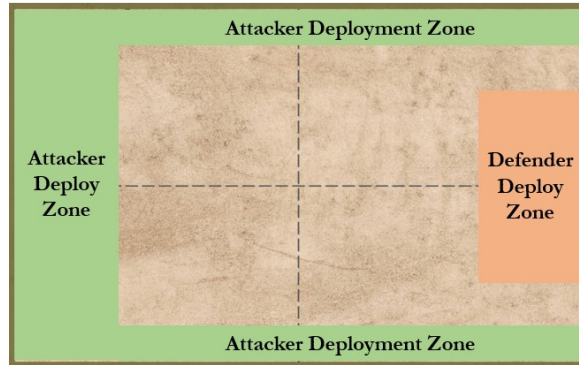 Attacker Deployment Zone
Attacker
Deploy
Zone
Defender
Deploy
Zone
Attacker Deployment Zone